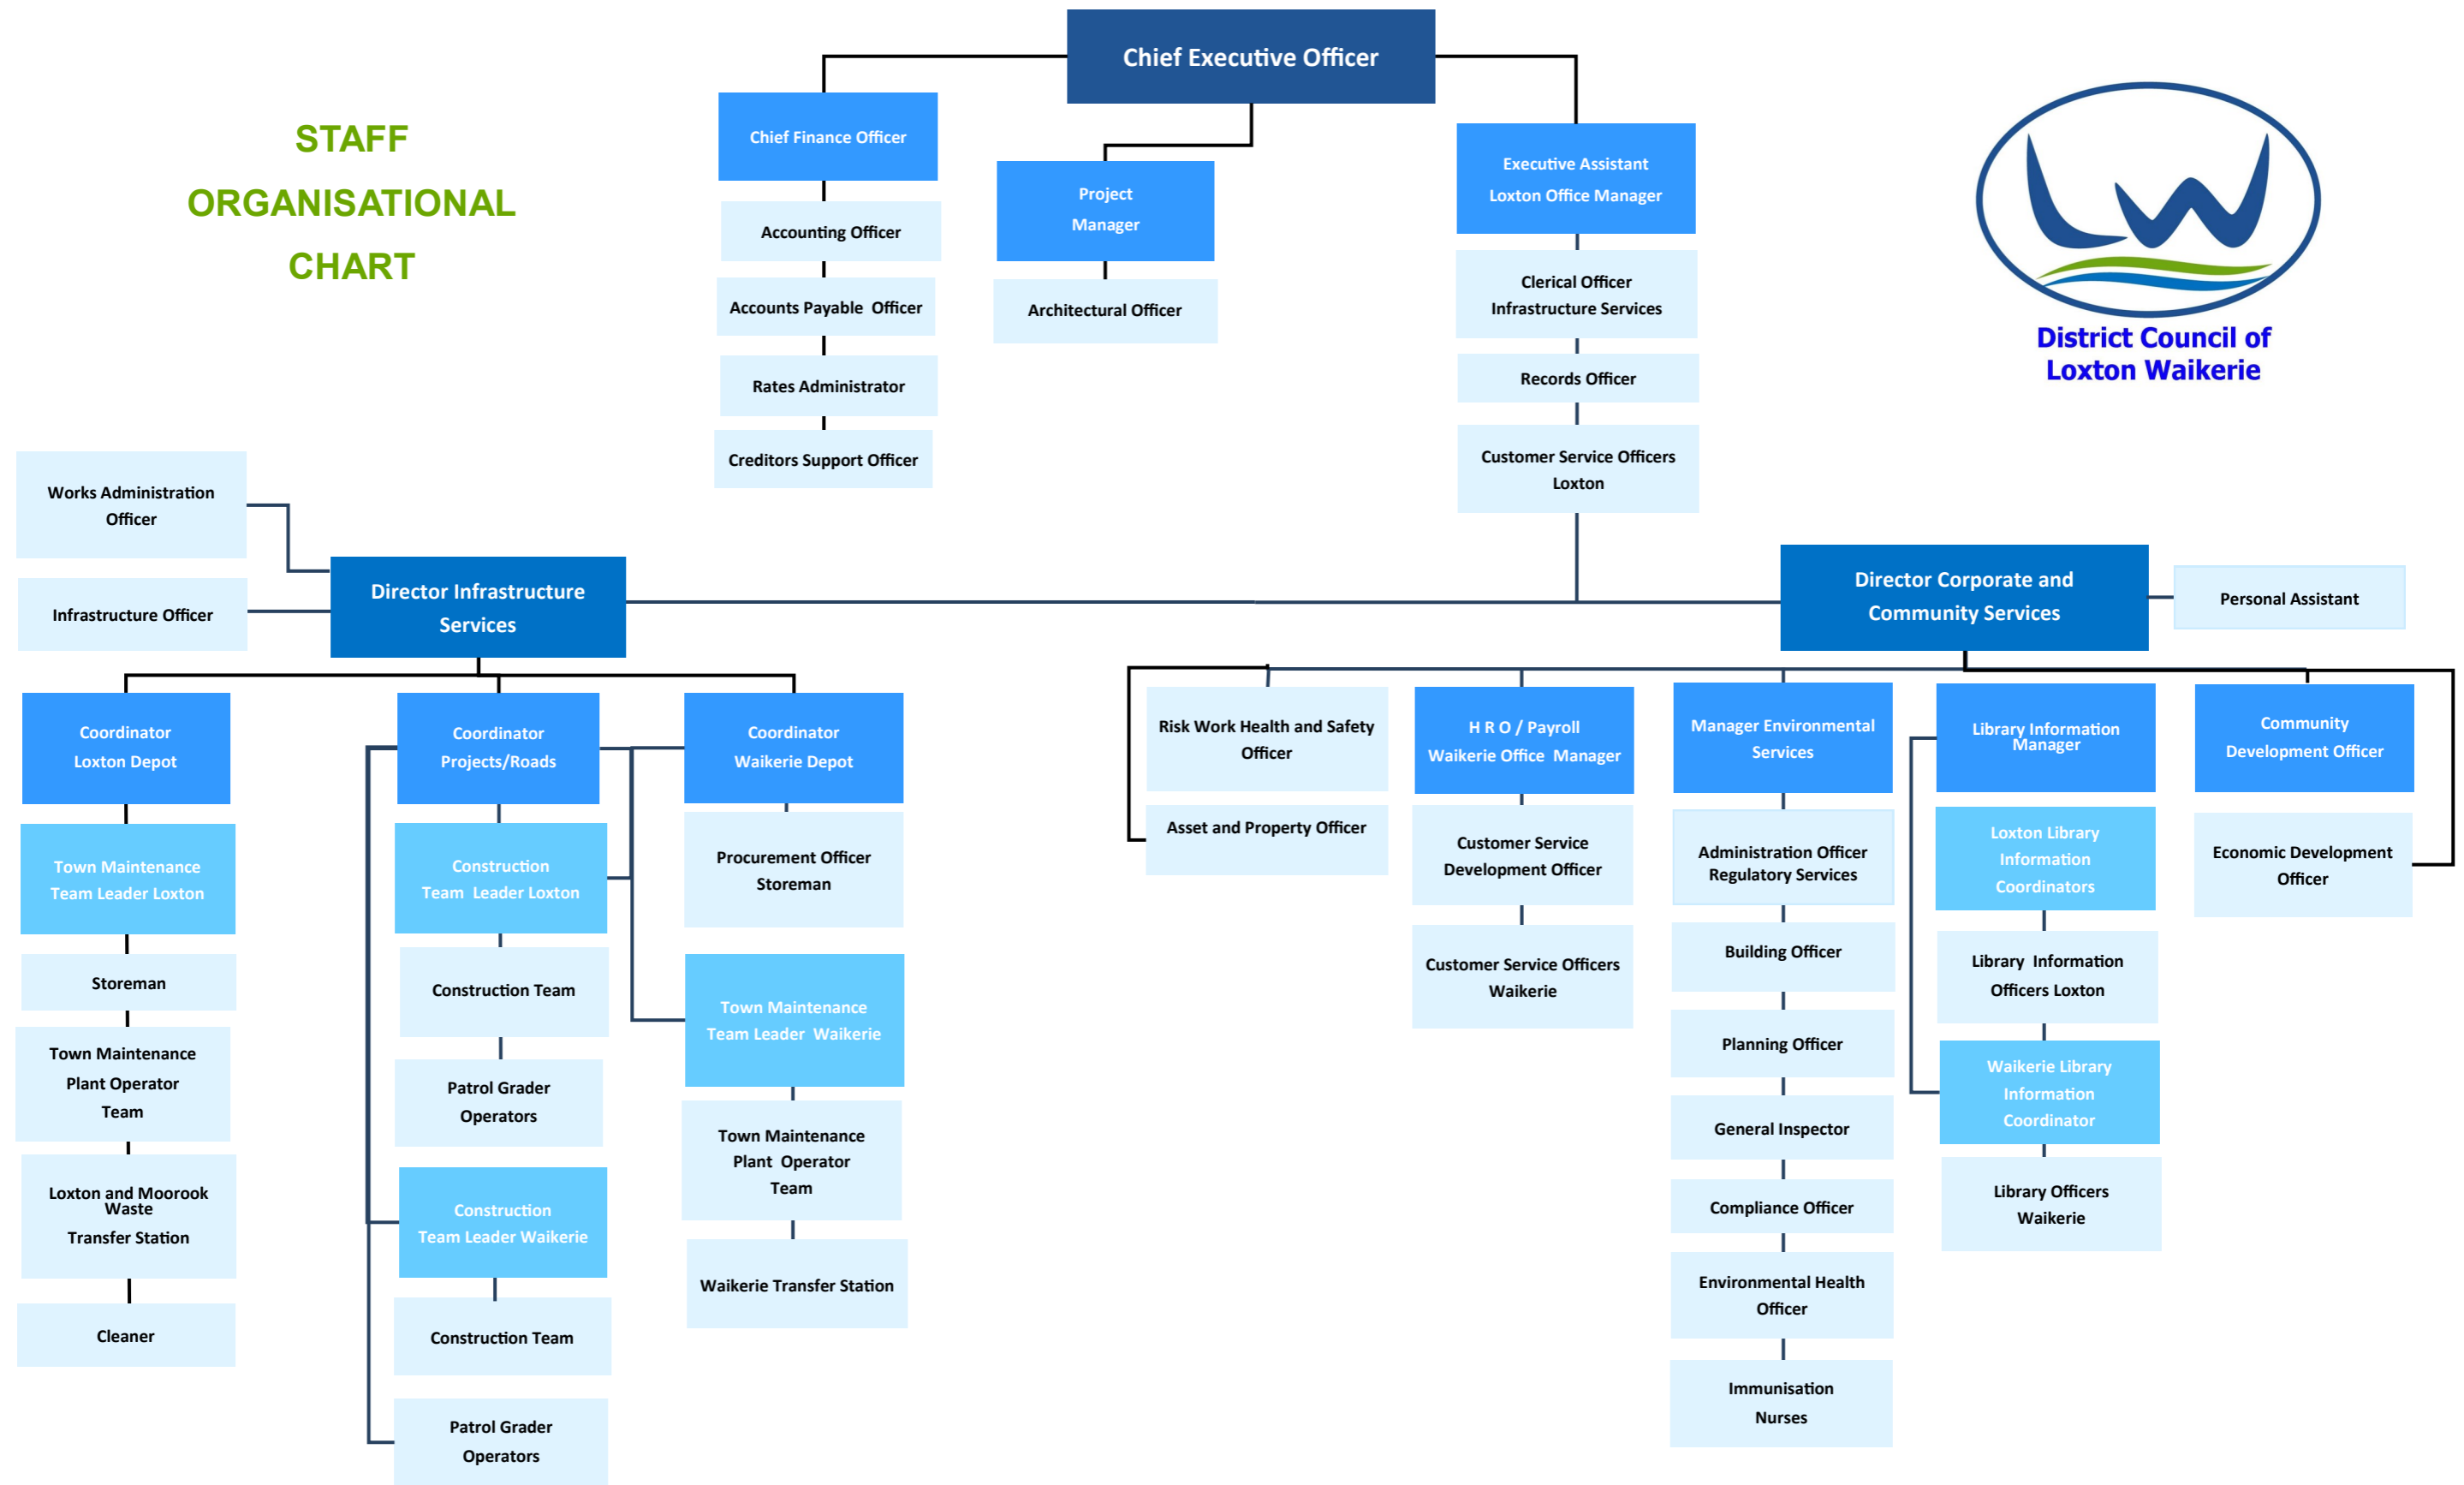 Chief Executive Officer
STAFF
ORGANISATIONAL
CHART
Chief Finance Officer
Accounting Officer
Accounts Payable Officer
Rates Administrator
Creditors Support Officer
Project
Manager
Architectural Officer
Executive Assistant
Loxton Office Manager
Clerical Officer
Infrastructure Services
Records Officer
Customer Service Officers
Loxton
LW
District Council of
Loxton Waikerie
Works Administration
Officer
Infrastructure Officer
Director Infrastructure
Services
Director Corporate and
Community Services
Personal Assistant
Coordinator
Loxton Depot
Town Maintenance
Team Leader Loxton
Storeman
Town Maintenance
Plant Operator
Team
Loxton and Moorook
Waste
Transfer Station
Cleaner
Coordinator
Projects/Roads
Construction
Team Leader Loxton
Construction Team
Patrol Grader
Operators
Construction
Team Leader Waikerie
Construction Team
Patrol Grader
Operators
Coordinator
Waikerie Depot
Procurement Officer
Storeman
Town Maintenance
Team Leader Waikerie
Town Maintenance
Plant Operator
Team
Waikerie Transfer Station
Risk Work Health and Safety
Officer
Asset and Property Officer
H R O / Payroll
Waikerie Office Manager
Customer Service
Development Officer
Customer Service Officers
Waikerie
Manager Environmental
Services
Administration Officer
Regulatory Services
Building Officer
Planning Officer
General Inspector
Compliance Officer
Environmental Health
Officer
Immunisation
Nurses
Library Information
Manager
Loxton Library
Information
Coordinators
Library Information
Officers Loxton
Waikerie Library
Information
Coordinator
Library Officers
Waikerie
Community
Development Officer
Economic Development
Officer